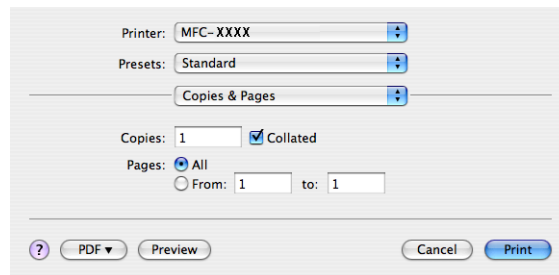 Printer: MFC-XXXX
Presets: Standard
Copies & Pages
Copies: 1 Collated
Pages: All
From: 1 to: 1
? PDF ▾ Preview Cancel Print